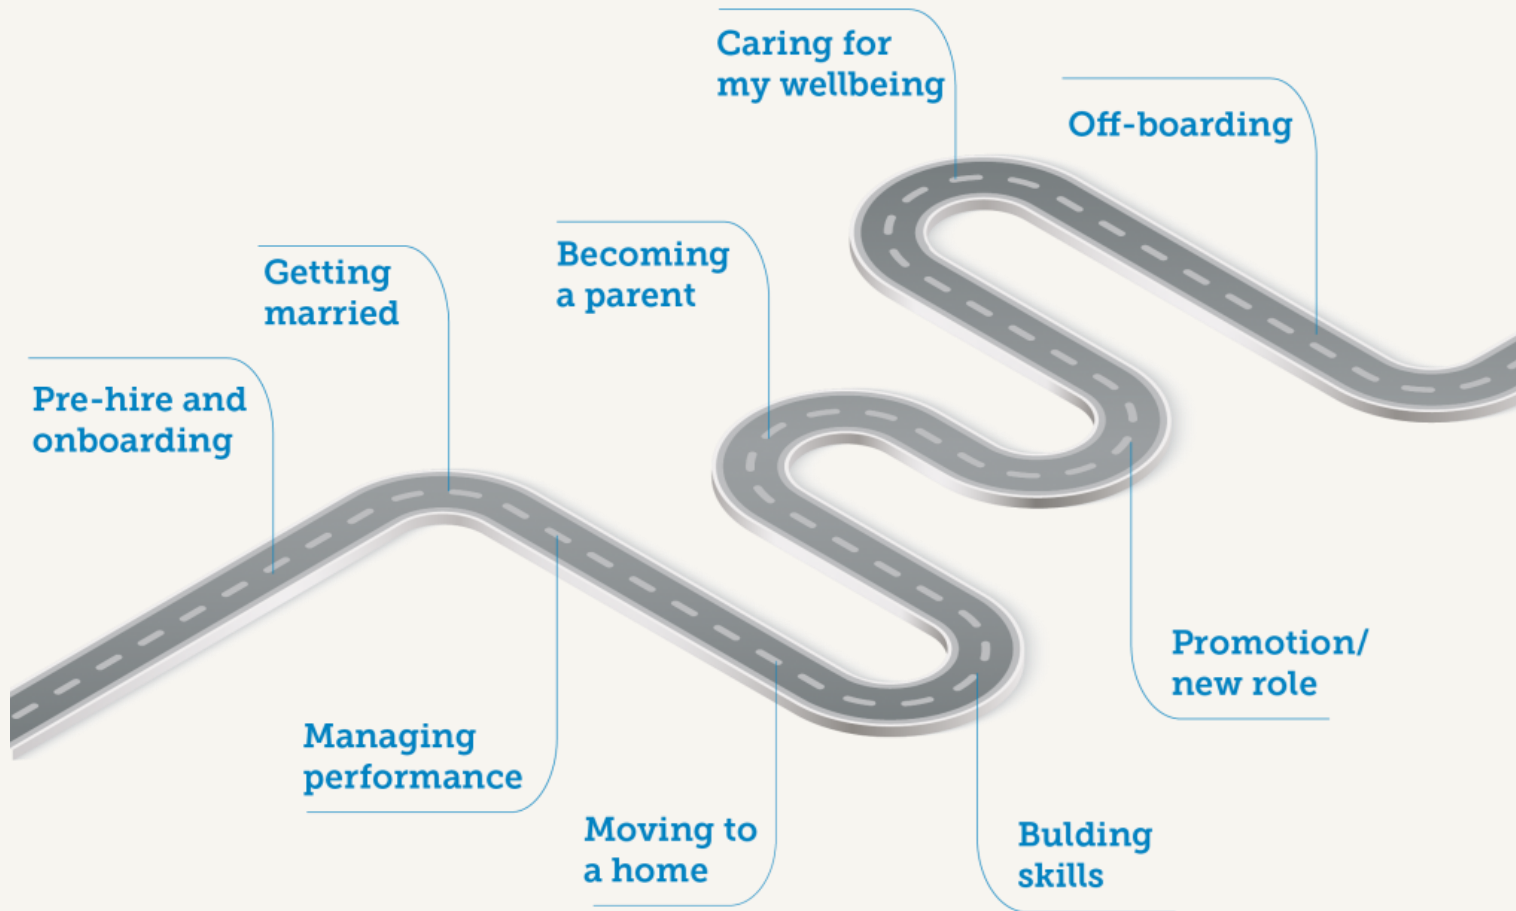 Caring for
my wellbeing
Off-boarding
Becoming
a parent
Getting
married
Pre-hire and
onboarding
Promotion/
new role
Managing
performance
Moving to
a home
Bulding
skills